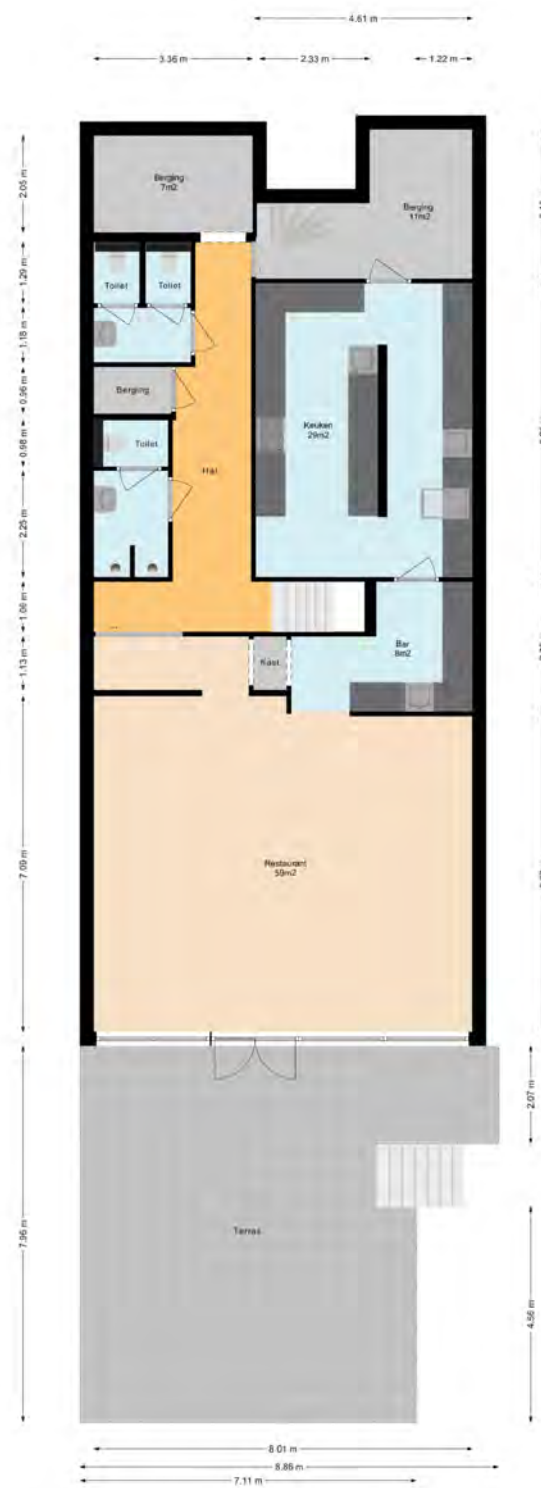 4.61 m
3.36 m
2.33 m
1.22 m
2.05 m
Berging
7m2
Berging
11m2
1.29 m
Toilet
Toilet
1.18 m
0.96 m
Berging
0.98 m
Toilet
Keuken
29m2
Hal
2.25 m
1.06 m
1.13 m
Kast
Bar
8m2
7.09 m
Restaurant
59m2
2.07 m
7.96 m
Terras
4.56 m
8.01 m
8.86 m
7.11 m